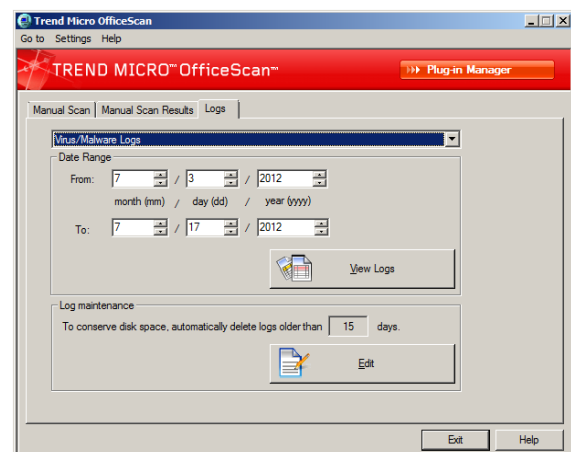 Trend Micro OfficeScan
Go to Settings Help
TREND MICRO™ OfficeScan™
Plug-in Manager
Manual Scan Manual Scan Results Logs
Virus/Malware Logs
Date Range
From: 7 / 3 / 2012
month (mm) / day (dd) / year (yyyy)
To: 7 / 17 / 2012
View Logs
Log maintenance
To conserve disk space, automatically delete logs older than 15 days.
Edit
Exit Help